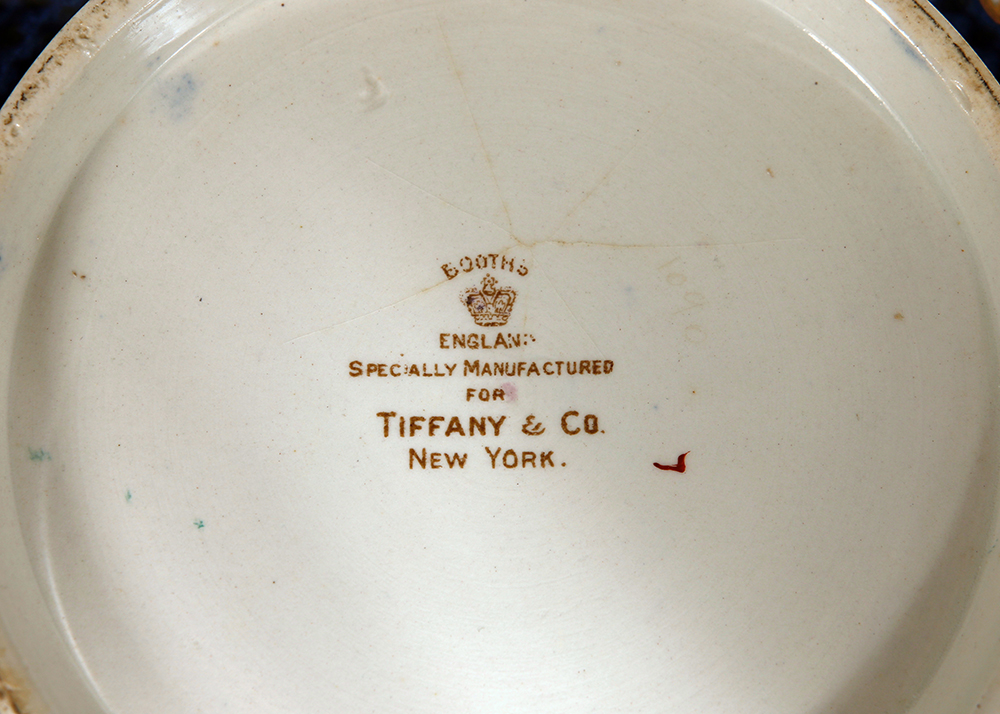 BOOTHS
ENGLAND
SPECIALLY MANUFACTURED
FOR
TIFFANY & CO.
NEW YORK.